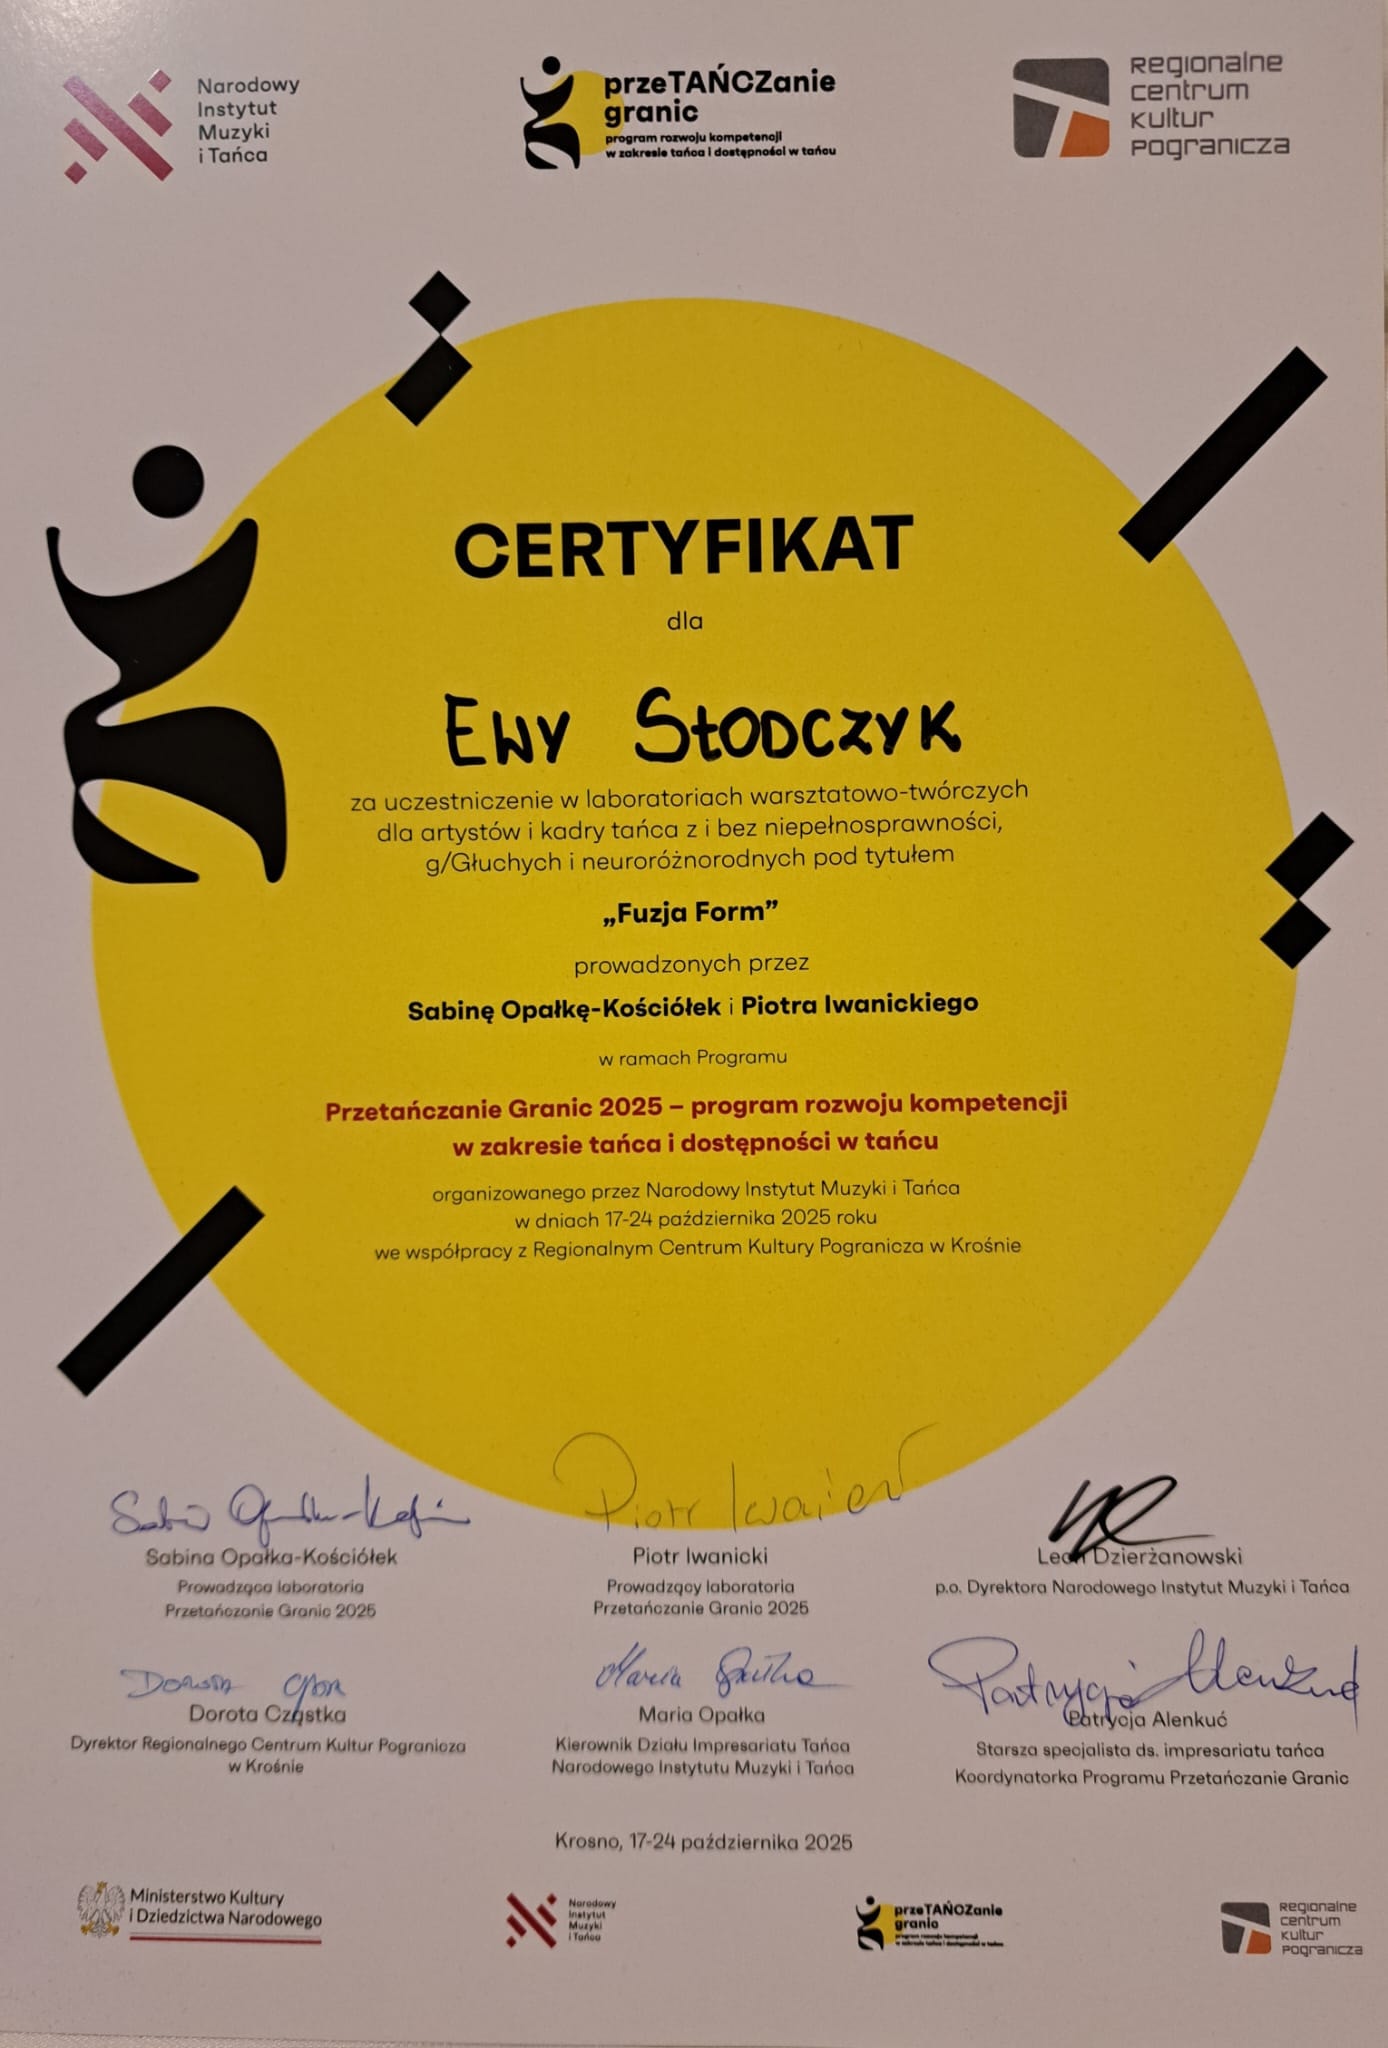 Narodowy
Instytut
Muzyki
i Tańca
przeTAŃCZanie
granic
program rozwoju kompetencji
w zakresie tańca i dostępności w tańcu
Regionalne
centrum
kultur
pogranicza
CERTYFIKAT
dla
EWY SŁODCZYK
za uczestniczenie w laboratoriach warsztatowo-twórczych
dla artystów i kadry tańca z i bez niepełnosprawności,
g/Głuchych i neuroróżnorodnych pod tytułem
„Fuzja Form”
prowadzonych przez
Sabinę Opałkę-Kościółek i Piotra Iwanickiego
w ramach Programu
Przetańczanie Granic 2025 – program rozwoju kompetencji
w zakresie tańca i dostępności w tańcu
organizowanego przez Narodowy Instytut Muzyki i Tańca
w dniach 17-24 października 2025 roku
we współpracy z Regionalnym Centrum Kultury Pogranicza w Krośnie
Sabina Opałka-Kościółek
Prowadząca laboratoria
Przetańczanie Granic 2025
Piotr Iwanicki
Prowadzący laboratoria
Przetańczanie Granic 2025
Leon Dzierżanowski
p.o. Dyrektora Narodowego Instytut Muzyki i Tańca
Dorota Cząstka
Dyrektor Regionalnego Centrum Kultur Pogranicza
w Krośnie
Maria Opałka
Kierownik Działu Impresariatu Tańca
Narodowego Instytutu Muzyki i Tańca
Patrycja Alenkuć
Starsza specjalista ds. impresariatu tańca
Koordynatorka Programu Przetańczanie Granic
Krosno, 17-24 października 2025
Ministerstwo Kultury
i Dziedzictwa Narodowego
Narodowy
Instytut
Muzyki
i Tańca
przeTAŃCZanie
granic
program rozwoju kompetencji
w zakresie tańca i dostępności w tańcu
Regionalne
centrum
kultur
pogranicza